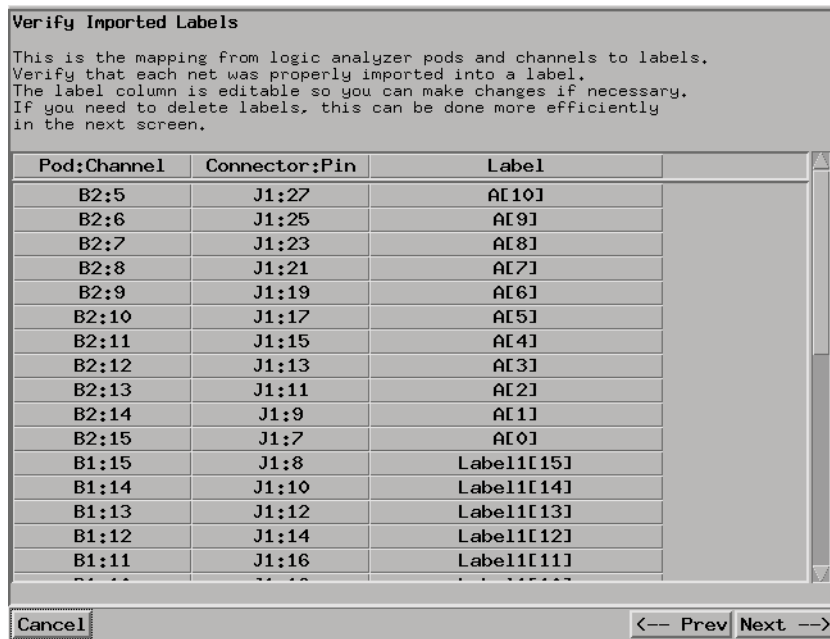 Verify Imported Labels
This is the mapping from logic analyzer pods and channels to labels.
Verify that each net was properly imported into a label.
The label column is editable so you can make changes if necessary.
If you need to delete labels, this can be done more efficiently
in the next screen.
Pod:Channel Connector:Pin Label
B2:5 J1:27 A[10]
B2:6 J1:25 A[9]
B2:7 J1:23 A[8]
B2:8 J1:21 A[7]
B2:9 J1:19 A[6]
B2:10 J1:17 A[5]
B2:11 J1:15 A[4]
B2:12 J1:13 A[3]
B2:13 J1:11 A[2]
B2:14 J1:9 A[1]
B2:15 J1:7 A[0]
B1:15 J1:8 Label1[15]
B1:14 J1:10 Label1[14]
B1:13 J1:12 Label1[13]
B1:12 J1:14 Label1[12]
B1:11 J1:16 Label1[11]
Cancel <-- Prev Next -->